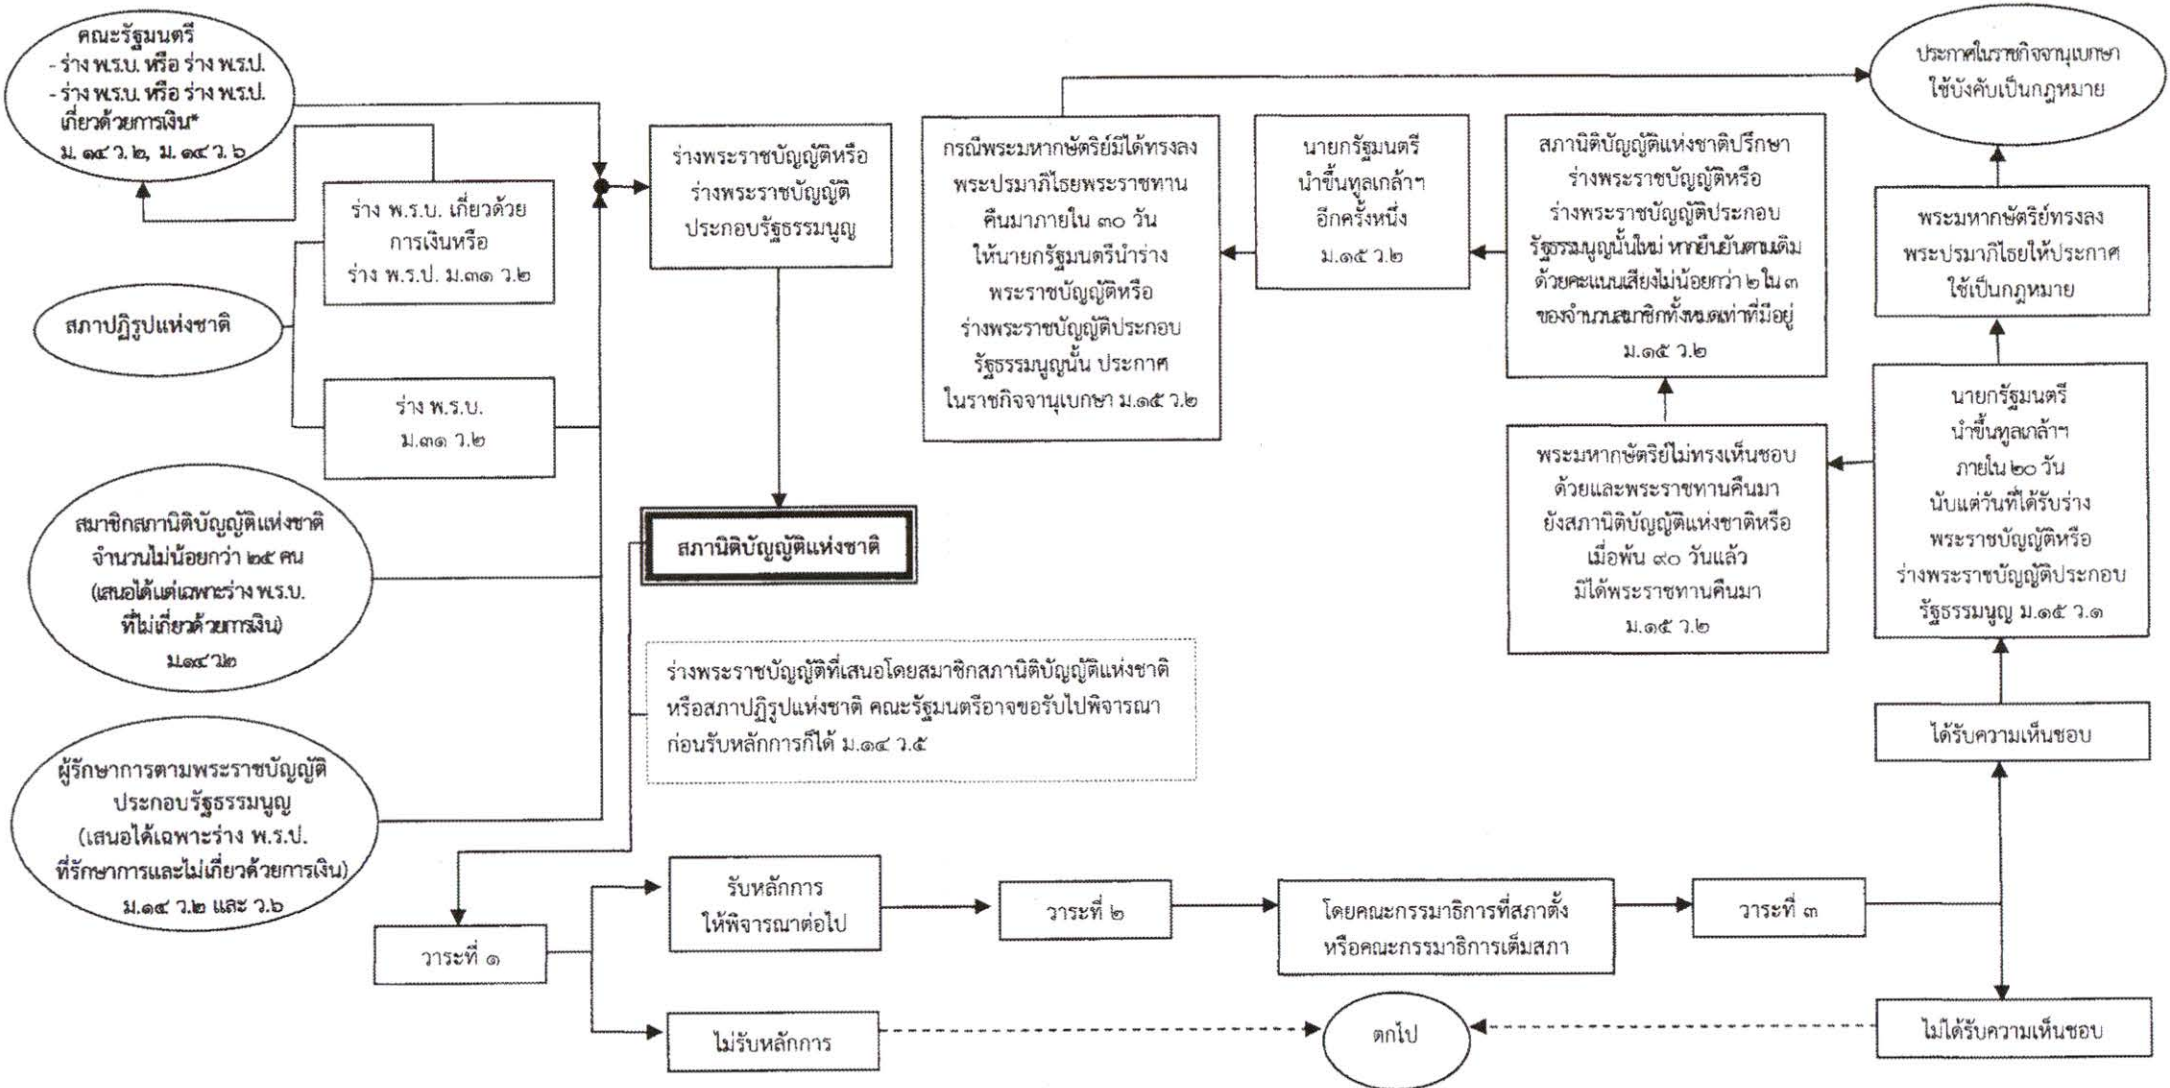 คณะรัฐมนตรี
- ร่าง พ.ร.บ. หรือ ร่าง พ.ร.ป.
- ร่าง พ.ร.บ. หรือ ร่าง พ.ร.ป.
เกี่ยวด้วยการเงิน*
ม. ๑๔ ว. ๒, ม. ๑๔ ว. ๖
ร่าง พ.ร.บ. เกี่ยวด้วย
การเงินหรือ
ร่าง พ.ร.ป. ม.๓๑ ว.๒
สภาปฏิรูปแห่งชาติ
ร่าง พ.ร.บ.
ม.๓๑ ว.๒
สมาชิกสภานิติบัญญัติแห่งชาติ
จำนวนไม่น้อยกว่า ๒๕ คน
(เสนอได้แต่เฉพาะร่าง พ.ร.บ.
ที่ไม่เกี่ยวด้วยการเงิน)
ม.๑๔ ว.๒
ผู้รักษาการตามพระราชบัญญัติ
ประกอบรัฐธรรมนูญ
(เสนอได้เฉพาะร่าง พ.ร.ป.
ที่รักษาการและไม่เกี่ยวด้วยการเงิน)
ม.๑๔ ว.๒ และ ว.๖
ร่างพระราชบัญญัติหรือ
ร่างพระราชบัญญัติ
ประกอบรัฐธรรมนูญ
สภานิติบัญญัติแห่งชาติ
ร่างพระราชบัญญัติที่เสนอโดยสมาชิกสภานิติบัญญัติแห่งชาติ
หรือสภาปฏิรูปแห่งชาติ คณะรัฐมนตรีอาจขอรับไปพิจารณา
ก่อนรับหลักการก็ได้ ม.๑๔ ว.๕
วาระที่ ๑
รับหลักการ
ให้พิจารณาต่อไป
ไม่รับหลักการ
วาระที่ ๒
โดยคณะกรรมาธิการที่สภาตั้ง
หรือคณะกรรมาธิการเต็มสภา
วาระที่ ๓
ตกไป
ไม่ได้รับความเห็นชอบ
ได้รับความเห็นชอบ
นายกรัฐมนตรี
นำขึ้นทูลเกล้าฯ
ภายใน ๒๐ วัน
นับแต่วันที่ได้รับร่าง
พระราชบัญญัติหรือ
ร่างพระราชบัญญัติประกอบ
รัฐธรรมนูญ ม.๑๕ ว.๑
พระมหากษัตริย์ทรงลง
พระปรมาภิไธยให้ประกาศ
ใช้เป็นกฎหมาย
ประกาศในราชกิจจานุเบกษา
ใช้บังคับเป็นกฎหมาย
พระมหากษัตริย์ไม่ทรงเห็นชอบ
ด้วยและพระราชทานคืนมา
ยังสภานิติบัญญัติแห่งชาติหรือ
เมื่อพ้น ๙๐ วันแล้ว
มิได้พระราชทานคืนมา
ม.๑๕ ว.๒
สภานิติบัญญัติแห่งชาติปรึกษา
ร่างพระราชบัญญัติหรือ
ร่างพระราชบัญญัติประกอบ
รัฐธรรมนูญนั้นใหม่ หากยืนยันตามเดิม
ด้วยคะแนนเสียงไม่น้อยกว่า ๒ ใน ๓
ของจำนวนสมาชิกทั้งหมดเท่าที่มีอยู่
ม.๑๕ ว.๒
นายกรัฐมนตรี
นำขึ้นทูลเกล้าฯ
อีกครั้งหนึ่ง
ม.๑๕ ว.๒
กรณีพระมหากษัตริย์มิได้ทรงลง
พระปรมาภิไธยพระราชทาน
คืนมาภายใน ๓๐ วัน
ให้นายกรัฐมนตรีนำร่าง
พระราชบัญญัติหรือ
ร่างพระราชบัญญัติประกอบ
รัฐธรรมนูญนั้น ประกาศ
ในราชกิจจานุเบกษา ม.๑๕ ว.๒